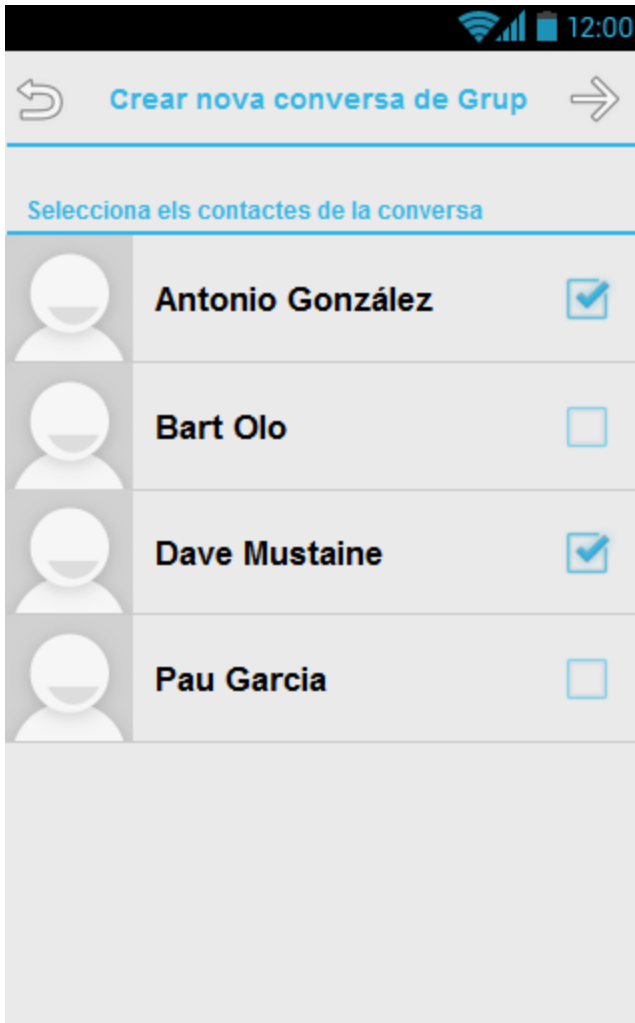 12:00
Crear nova conversa de Grup
Selecciona els contactes de la conversa
Antonio González
Bart Olo
Dave Mustaine
Pau Garcia